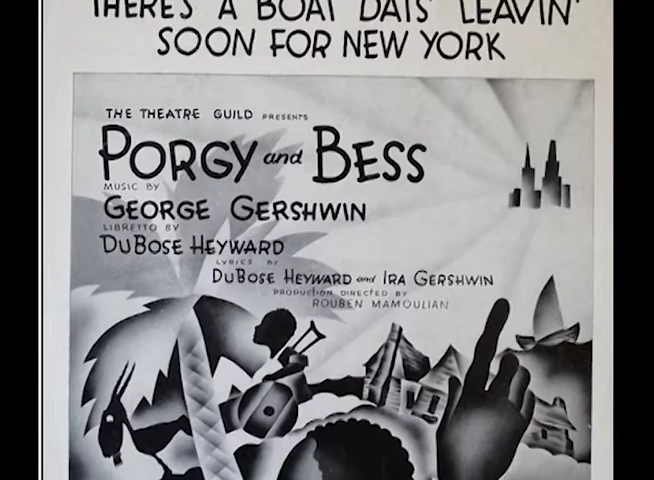 THERE'S A BOAT DATS' LEAVIN'
SOON FOR NEW YORK
THE THEATRE GUILD PRESENTS
PORGY and BESS
MUSIC BY
GEORGE GERSHWIN
LIBRETTO BY
DUBOSE HEYWARD
LYRICS BY
DUBOSE HEYWARD and IRA GERSHWIN
PRODUCTION DIRECTED BY
ROUBEN MAMOULIAN